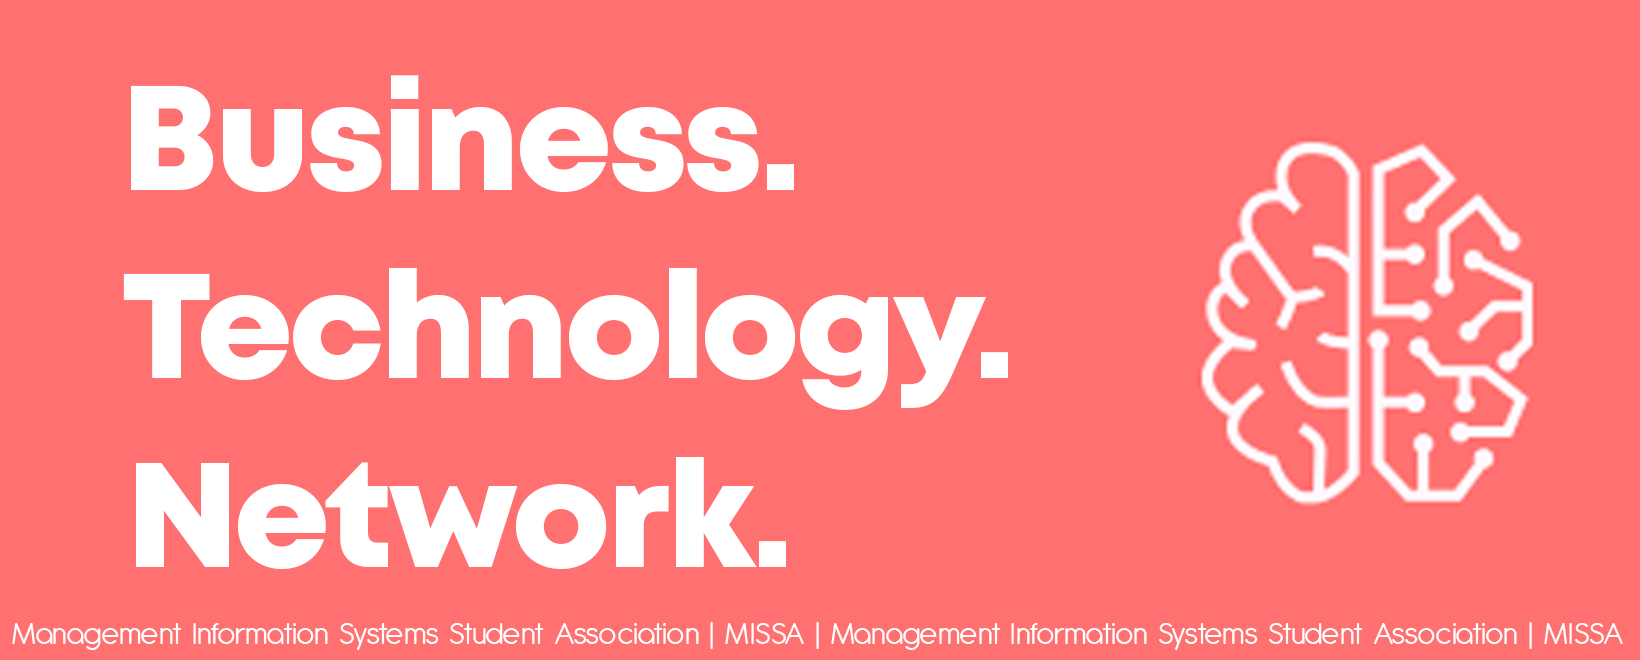 Business.
Technology.
Network.
Management Information Systems Student Association | MISSA | Management Information Systems Student Association | MISSA